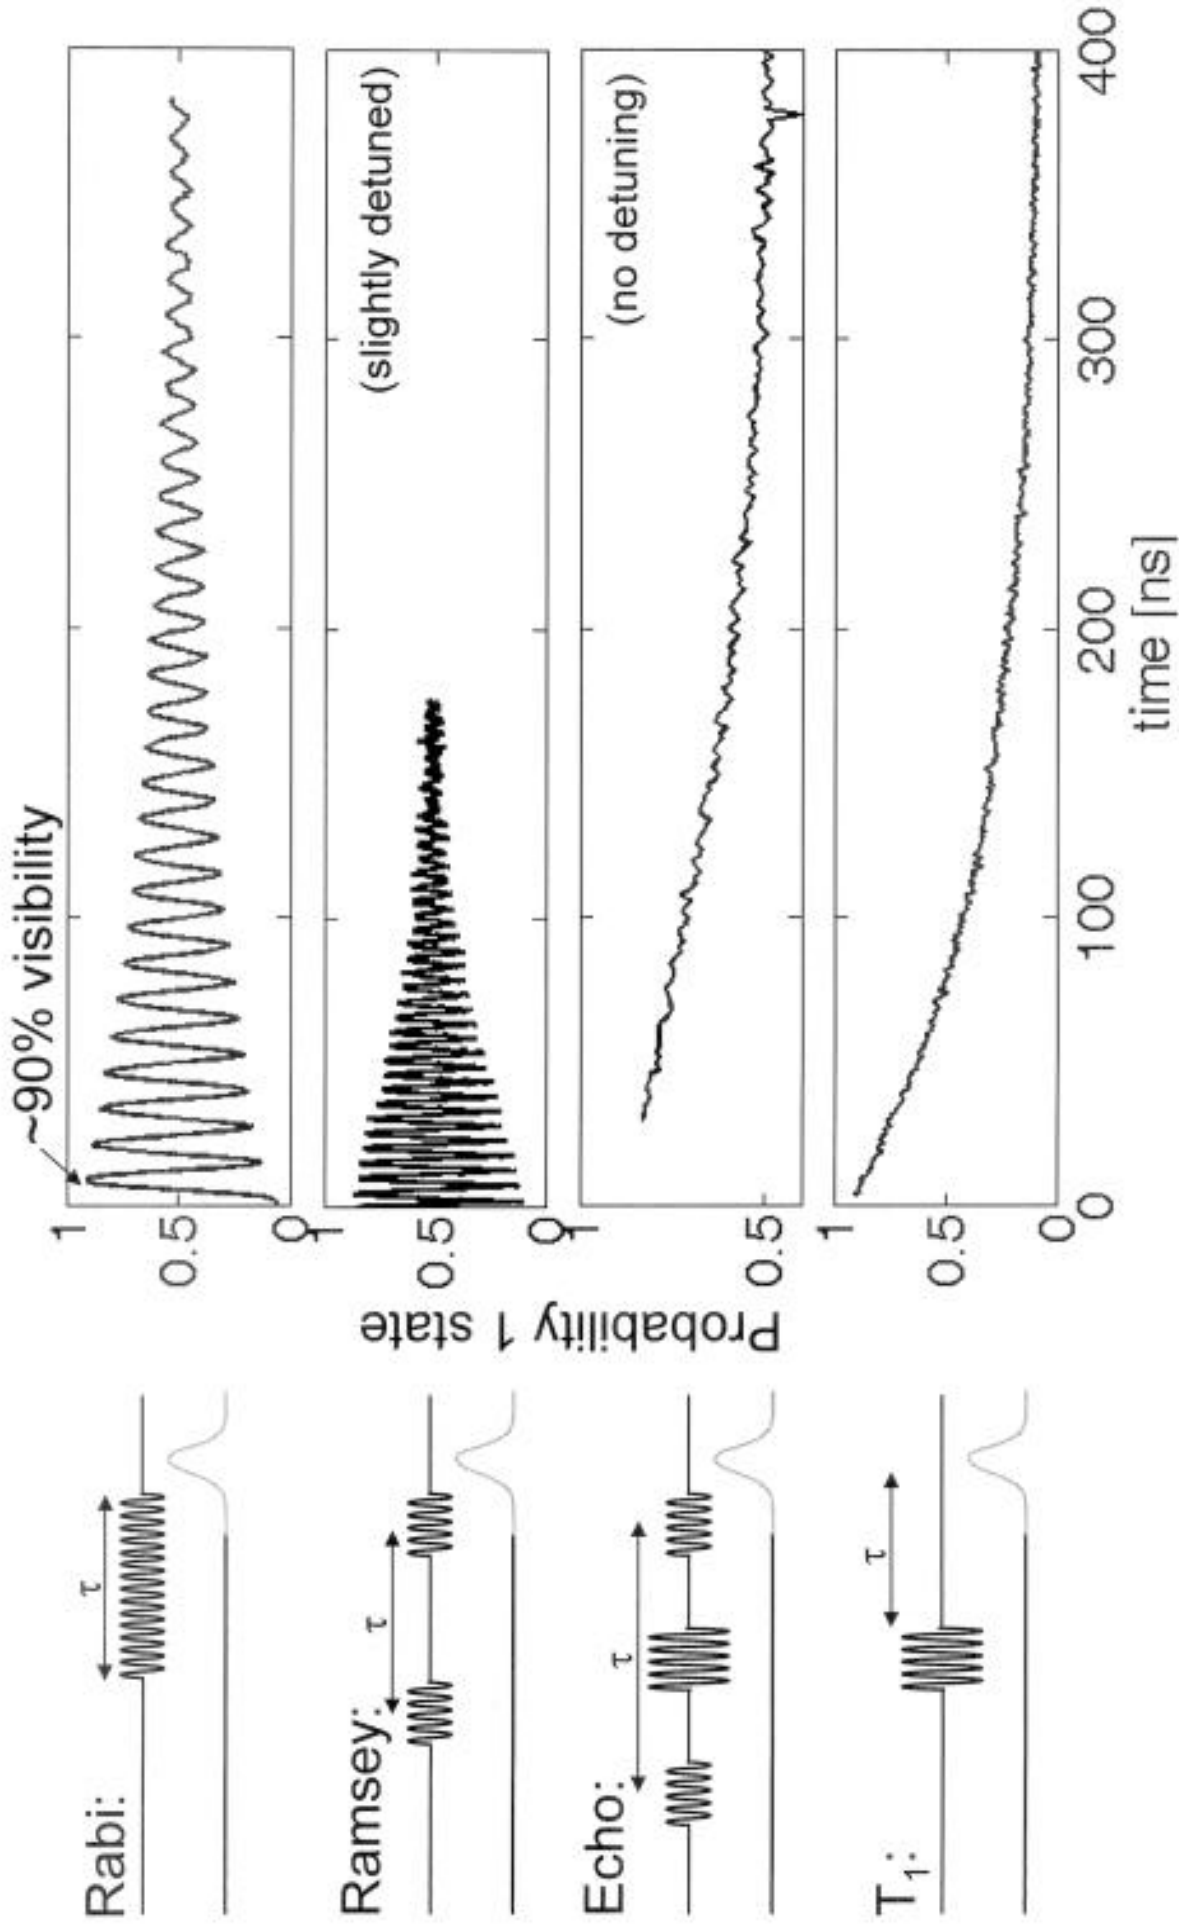 ~90% visibility
Rabi:
τ
1
0.5
0
Ramsey:
τ
(slightly detuned)
1
0.5
0
Probability 1 state
Echo:
τ
(no detuning)
1
0.5
T₁:
τ
1
0.5
0
0 100 200 300 400
time [ns]